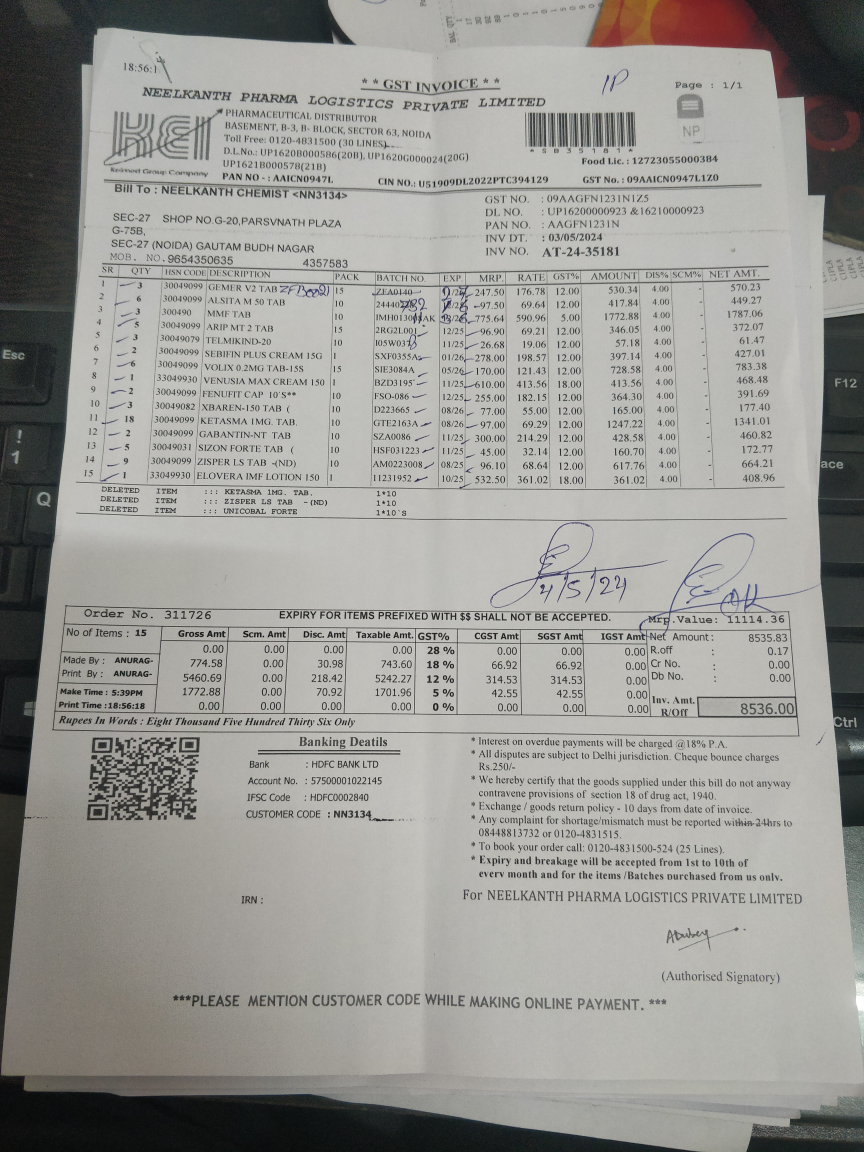 18:56:1
* * GST INVOICE * *
1P
Page : 1/1
NEELKANTH PHARMA LOGISTICS PRIVATE LIMITED
KEI
Keimed Group Company
PHARMACEUTICAL DISTRIBUTOR
BASEMENT, B-3, B- BLOCK, SECTOR 63, NOIDA
Toll Free: 0120-4831500 (30 LINES)
D.L.No.: UP1620B000586(20B), UP1620G000024(20G)
UP1621B000578(21B)
PAN NO - : AAICN0947L
CIN NO.: U51909DL2022PTC394129
* S B 3 5 1 8 1 *
NP
Food Lic. : 12723055000384
GST No. : 09AAICN0947L1Z0
Bill To : NEELKANTH CHEMIST <NN3134>
SEC-27 SHOP NO.G-20,PARSVNATH PLAZA
G-75B,
SEC-27 (NOIDA) GAUTAM BUDH NAGAR
MOB. NO.9654350635 4357583
GST NO. : 09AAGFN1231N1Z5
DL NO. : UP16200000923 &16210000923
PAN NO. : AAGFN1231N
INV DT. : 03/05/2024
INV NO. AT-24-35181
SR QTY HSN CODE DESCRIPTION PACK BATCH NO. EXP MRP. RATE GST% AMOUNT DIS% SCM% NET AMT.
1 3 30049099 GEMER V2 TAB 15 ZEA0140 247.50 176.78 12.00 530.34 4.00 - 570.23
2 6 30049099 ALSITA M 50 TAB 10 97.50 69.64 12.00 417.84 4.00 - 449.27
3 3 300490 MMF TAB 10 775.64 590.96 5.00 1772.88 4.00 - 1787.06
4 5 30049099 ARIP MT 2 TAB 15 2RG2L001 12/25 96.90 69.21 12.00 346.05 4.00 - 372.07
5 3 30049079 TELMIKIND-20 10 11/25 26.68 19.06 12.00 57.18 4.00 - 61.47
6 2 30049099 SEBIFIN PLUS CREAM 15G 1 SXF0355A 01/26 278.00 198.57 12.00 397.14 4.00 - 427.01
7 6 30049099 VOLIX 0.2MG TAB-15S 15 SIE3084A 05/26 170.00 121.43 12.00 728.58 4.00 - 783.38
8 1 33049930 VENUSIA MAX CREAM 150 1 BZD3195 11/25 610.00 413.56 18.00 413.56 4.00 - 468.48
9 2 30049099 FENUFIT CAP 10'S** 10 FSO-086 12/25 255.00 182.15 12.00 364.30 4.00 - 391.69
10 3 30049082 XBAREN-150 TAB ( 10 D223665 08/26 77.00 55.00 12.00 165.00 4.00 - 177.40
11 18 30049099 KETASMA 1MG. TAB. 10 GTE2163A 08/26 97.00 69.29 12.00 1247.22 4.00 - 1341.01
12 2 30049099 GABANTIN-NT TAB 10 SZA0086 11/25 300.00 214.29 12.00 428.58 4.00 - 460.82
13 5 30049031 SIZON FORTE TAB ( 10 HSF031223 11/25 45.00 32.14 12.00 160.70 4.00 - 172.77
14 9 30049099 ZISPER LS TAB -(ND) 10 AM0223008 08/25 96.10 68.64 12.00 617.76 4.00 - 664.21
15 1 33049930 ELOVERA IMF LOTION 150 1 11231952 10/25 532.50 361.02 18.00 361.02 4.00 - 408.96
DELETED ITEM ::: KETASMA 1MG. TAB. 1*10
DELETED ITEM ::: ZISPER LS TAB -(ND) 1*10
DELETED ITEM ::: UNICOBAL FORTE 1*10'S
4/5/24
Order No. 311726 EXPIRY FOR ITEMS PREFIXED WITH $$ SHALL NOT BE ACCEPTED. Mrp.Value: 11114.36
No of Items : 15 Gross Amt Scm. Amt Disc. Amt Taxable Amt. GST% CGST Amt SGST Amt IGST Amt Net Amount : 8535.83
0.00 0.00 0.00 0.00 28 % 0.00 0.00 0.00 R.off : 0.17
Made By : ANURAG- 774.58 0.00 30.98 743.60 18 % 66.92 66.92 0.00 Cr No. : 0.00
Print By : ANURAG- 5460.69 0.00 218.42 5242.27 12 % 314.53 314.53 0.00 Db No. : 0.00
Make Time : 5:39PM 1772.88 0.00 70.92 1701.96 5 % 42.55 42.55 0.00
Print Time :18:56:18 0.00 0.00 0.00 0.00 0 % 0.00 0.00 0.00 Inv. Amt. R/Off 8536.00
Rupees In Words : Eight Thousand Five Hundred Thirty Six Only
Banking Deatils
Bank : HDFC BANK LTD
Account No. : 57500001022145
IFSC Code : HDFC0002840
CUSTOMER CODE : NN3134
* Interest on overdue payments will be charged @18% P.A.
* All disputes are subject to Delhi jurisdiction. Cheque bounce charges
Rs.250/-
* We hereby certify that the goods supplied under this bill do not anyway
contravene provisions of section 18 of drug act, 1940.
* Exchange / goods return policy - 10 days from date of invoice.
* Any complaint for shortage/mismatch must be reported within 24hrs to
08448813732 or 0120-4831515.
* To book your order call: 0120-4831500-524 (25 Lines).
* Expiry and breakage will be accepted from 1st to 10th of
every month and for the items /Batches purchased from us only.
IRN :
For NEELKANTH PHARMA LOGISTICS PRIVATE LIMITED
(Authorised Signatory)
***PLEASE MENTION CUSTOMER CODE WHILE MAKING ONLINE PAYMENT. ***
Esc
!
1
Q
F12
Ctrl